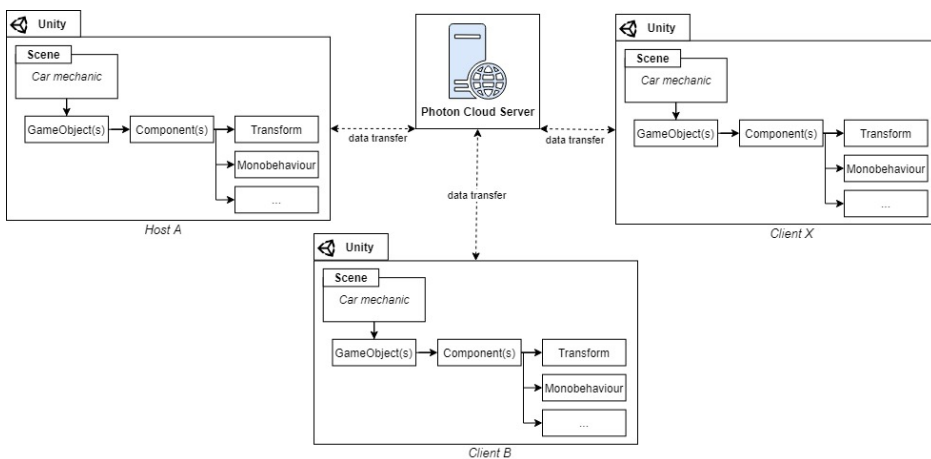 Unity
Scene
Car mechanic
GameObject(s)
Component(s)
Transform
Monobehaviour
...
Host A
data transfer
Photon Cloud Server
data transfer
data transfer
Unity
Scene
Car mechanic
GameObject(s)
Component(s)
Transform
Monobehaviour
...
Client X
Unity
Scene
Car mechanic
GameObject(s)
Component(s)
Transform
Monobehaviour
...
Client B